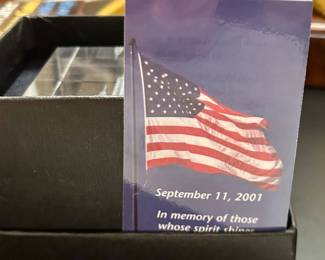 September 11, 2001
In memory of those
whose spirit shines